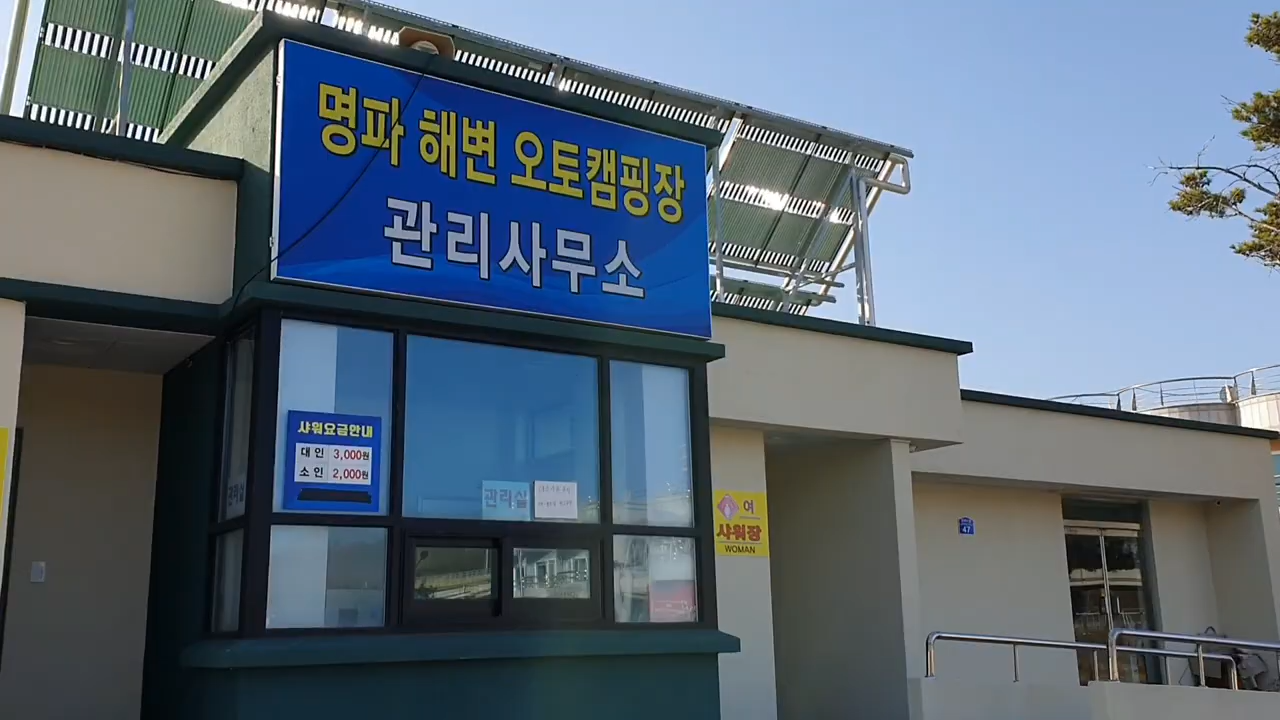 명파 해변 오토캠핑장
관리사무소
샤워요금안내
대인 3,000원
소인 2,000원
관리실
여
샤워장
WOMAN
47